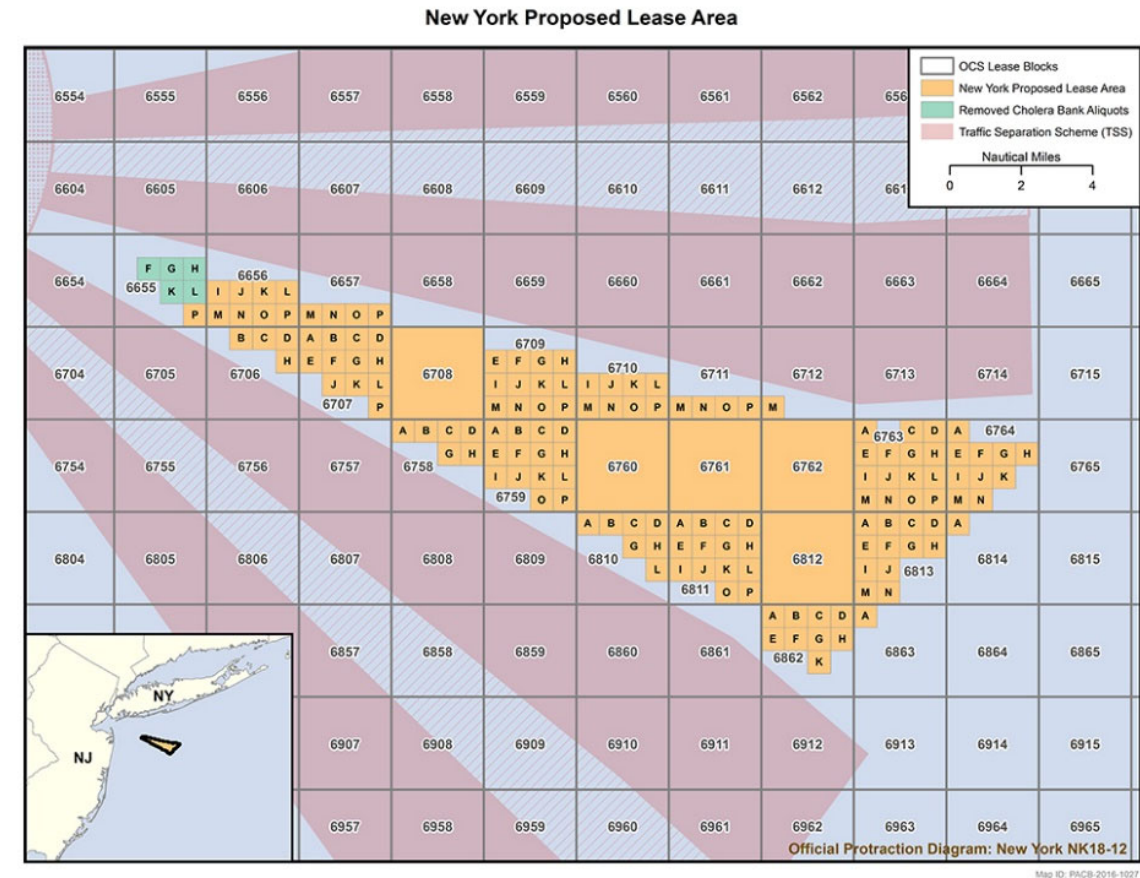 New York Proposed Lease Area
OCS Lease Blocks
New York Proposed Lease Area
Removed Cholera Bank Aliquots
Traffic Separation Scheme (TSS)
Nautical Miles
0 2 4
6554 6555 6556 6557 6558 6559 6560 6561 6562 656
6604 6605 6606 6607 6608 6609 6610 6611 6612 661
F G H
6656
6654 6655 6657 6658 6659 6660 6661 6662 6663 6664 6665
K L I J K L
P M N O P M N O P
B C D A B C D
6709
H E F G H E F G H
6710
6704 6705 6706 6708 6711 6712 6713 6714 6715
J K L I J K L I J K L
6707 P M N O P M N O P M N O P M
A B C D A B C D A 6763 C D A 6764
G H E F G H E F G H E F G H
6754 6755 6756 6757 6758 6760 6761 6762 6765
I J K L I J K L I J K
6759 O P M N O P M N
A B C D A B C D A B C D A
G H E F G H E F G H
6804 6805 6806 6807 6808 6809 6810 6812 6814 6815
L I J K L I J 6813
6811 O P M N
A B C D A
E F G H
6857 6858 6859 6860 6861 6863 6864 6865
6862 K
NY
NJ
6907 6908 6909 6910 6911 6912 6913 6914 6915
6957 6958 6959 6960 6961 6962 6963 6964 6965
Official Protraction Diagram: New York NK18-12
Map ID: PACB-2016-1027